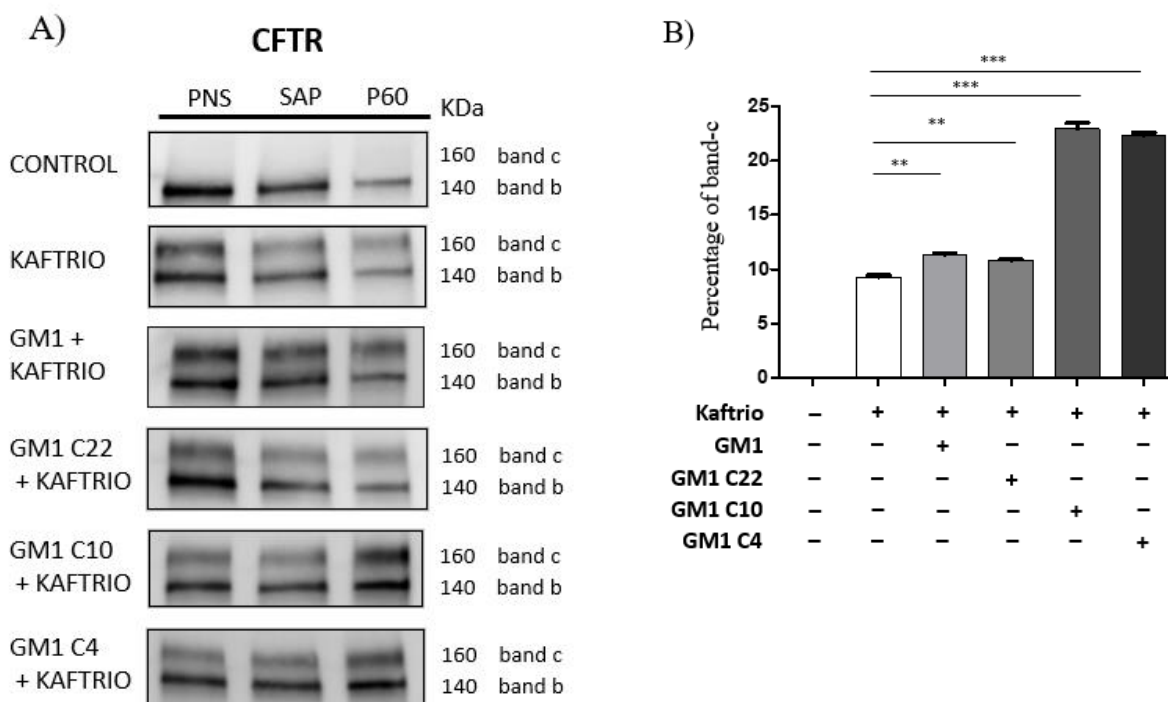 A)
CFTR
PNS SAP P60 KDa
CONTROL
160 band c
140 band b
KAFTRIO
160 band c
140 band b
GM1 +
KAFTRIO
160 band c
140 band b
GM1 C22
+ KAFTRIO
160 band c
140 band b
GM1 C10
+ KAFTRIO
160 band c
140 band b
GM1 C4
+ KAFTRIO
160 band c
140 band b
B)
***
***
**
**
Percentage of band-c
25
20
15
10
5
0
Kaftrio – + + + + +
GM1 – – + – – –
GM1 C22 – – – + – –
GM1 C10 – – – – + –
GM1 C4 – – – – – +